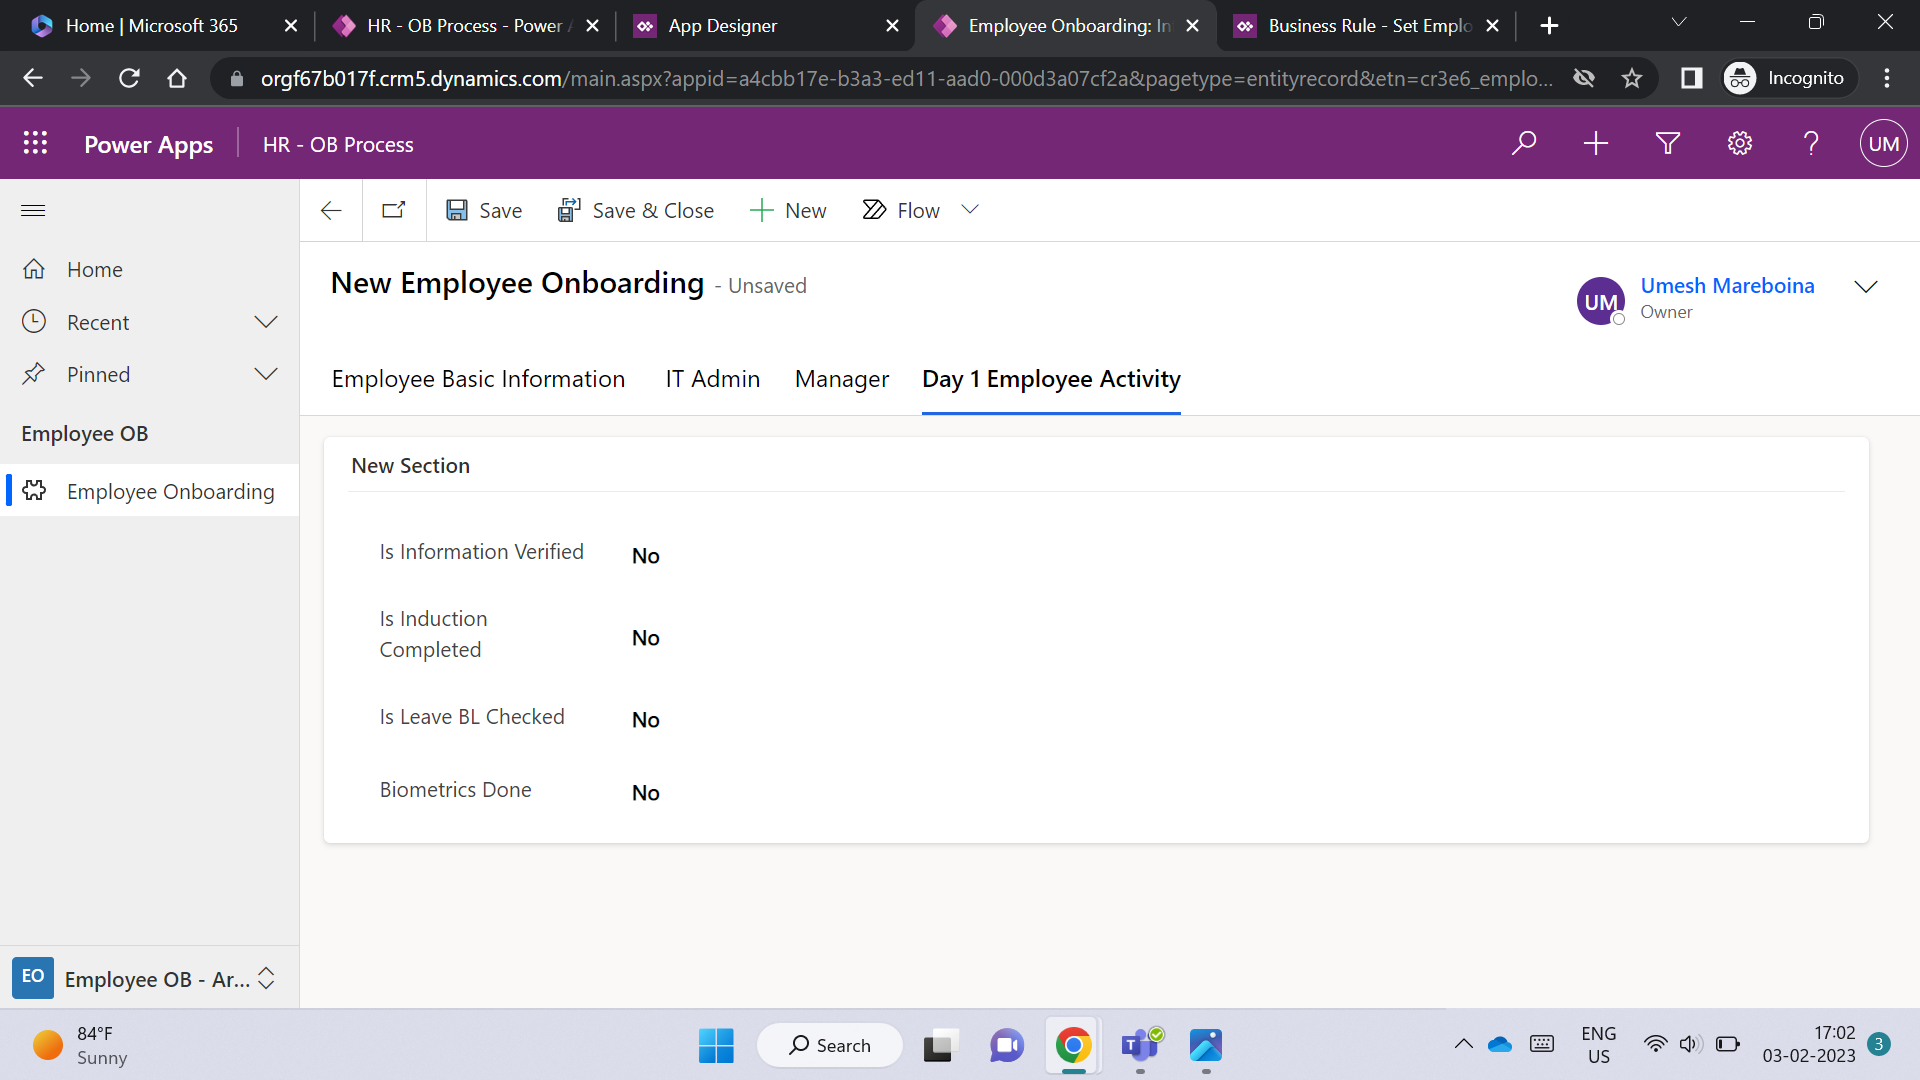 Home | Microsoft 365
HR - OB Process - Power
App Designer
Employee Onboarding: In
Business Rule - Set Emplo
orgf67b017f.crm5.dynamics.com/main.aspx?appid=a4cbb17e-b3a3-ed11-aad0-000d3a07cf2a&pagetype=entityrecord&etn=cr3e6_emplo...
Incognito
Power Apps
HR - OB Process
UM
Save
Save & Close
New
Flow
Home
Recent
Pinned
Employee OB
Employee Onboarding
New Employee Onboarding - Unsaved
UM
Umesh Mareboina
Owner
Employee Basic Information
IT Admin
Manager
Day 1 Employee Activity
New Section
Is Information Verified
No
Is Induction
Completed
No
Is Leave BL Checked
No
Biometrics Done
No
EO
Employee OB - Ar...
84°F
Sunny
Search
T
ENG
US
17:02
03-02-2023
3